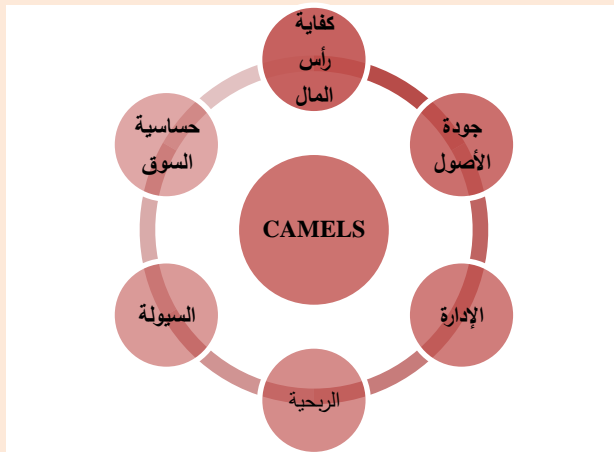 كفاية
رأس
المال
جودة
الأصول
الإدارة
الربحية
السيولة
حساسية
السوق
CAMELS